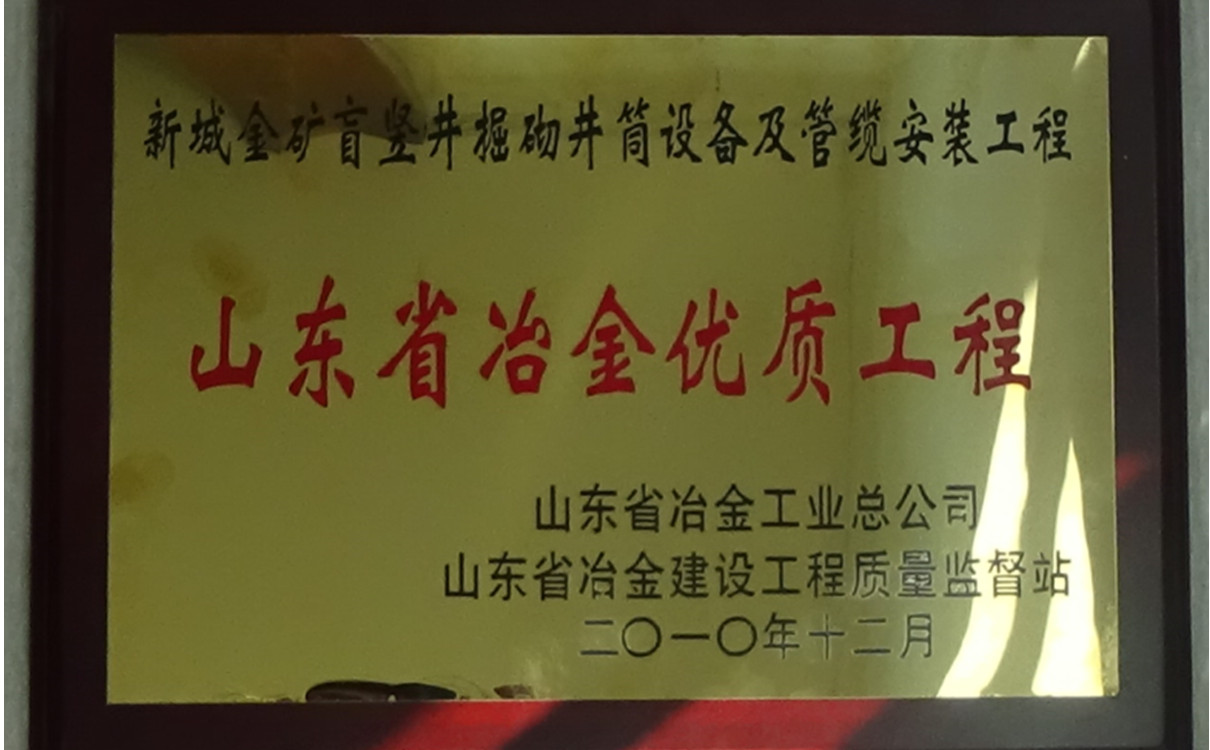 新城金矿盲竖井掘砌井筒设备及管缆安装工程
山东省冶金优质工程
山东省冶金工业总公司
山东省冶金建设工程质量监督站
二〇一〇年十二月